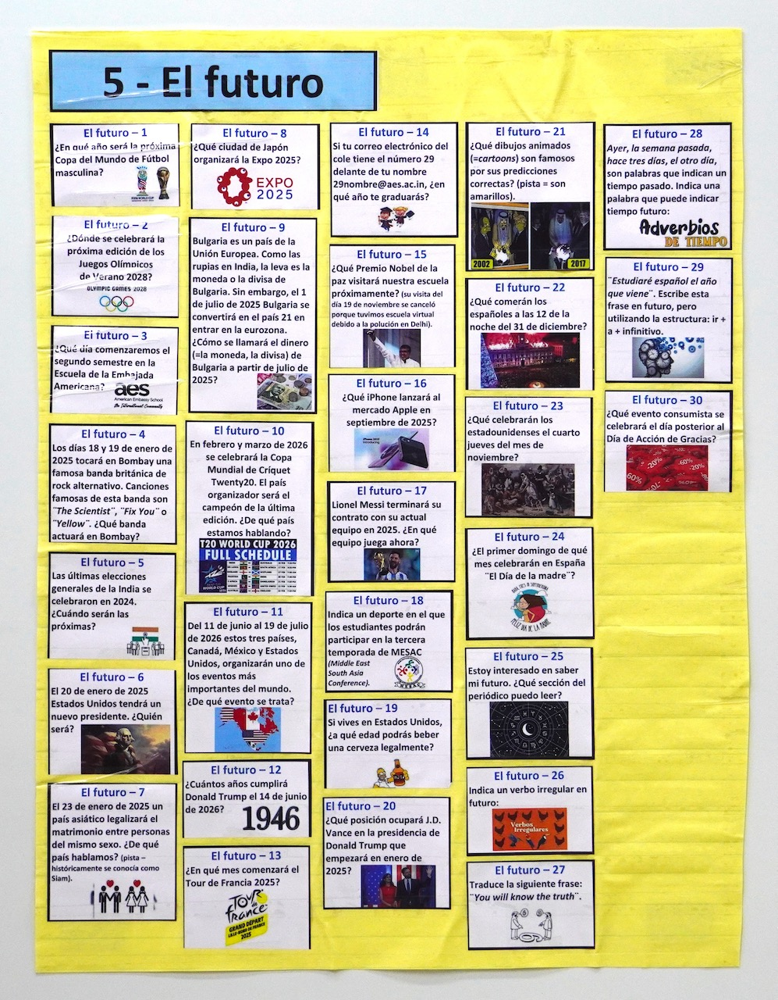 5 - El futuro
El futuro – 1
¿En qué año será la próxima
Copa del Mundo de Fútbol
masculina?
FIFA WORLD CUP
El futuro – 2
¿Dónde se celebrará la
próxima edición de los
Juegos Olímpicos
de Verano 2028?
OLYMPIC GAMES 2028
El futuro – 3
¿Qué día comenzaremos el
segundo semestre en la
Escuela de la Embajada
Americana?
aes
American Embassy School
An International Community
El futuro – 4
Los días 18 y 19 de enero de
2025 tocará en Bombay una
famosa banda británica de
rock alternativo. Canciones
famosas de esta banda son
¨The Scientist¨, ¨Fix You¨ o
¨Yellow¨. ¿Qué banda
actuará en Bombay?
El futuro – 5
Las últimas elecciones
generales de la India se
celebraron en 2024.
¿Cuándo serán las
próximas?
El futuro – 6
El 20 de enero de 2025
Estados Unidos tendrá un
nuevo presidente. ¿Quién
será?
El futuro – 7
El 23 de enero de 2025 un
país asiático legalizará el
matrimonio entre personas
del mismo sexo. ¿De qué
país hablamos? (pista –
históricamente se conocía como
Siam).
El futuro – 8
¿Qué ciudad de Japón
organizará la Expo 2025?
EXPO
2025
El futuro – 9
Bulgaria es un país de la
Unión Europea. Como las
rupias en India, la leva es la
moneda o la divisa de
Bulgaria. Sin embargo, el 1
de julio de 2025 Bulgaria se
convertirá en el país 21 en
entrar en la eurozona.
¿Cómo se llamará el dinero
(=la moneda, la divisa) de
Bulgaria a partir de julio de
2025?
El futuro – 10
En febrero y marzo de 2026
se celebrará la Copa
Mundial de Críquet
Twenty20. El país
organizador será el
campeón de la última
edición. ¿De qué país
estamos hablando?
T20 WORLD CUP 2026
FULL SCHEDULE
El futuro – 11
Del 11 de junio al 19 de julio
de 2026 estos tres países,
Canadá, México y Estados
Unidos, organizarán uno de
los eventos más
importantes del mundo.
¿De qué evento se trata?
El futuro – 12
¿Cuántos años cumplirá
Donald Trump el 14 de junio
de 2026?
1946
El futuro – 13
¿En qué mes comenzará el
Tour de Francia 2025?
TOUR
de
france
GRAND DÉPART
LILLE-NORD DE FRANCE
2025
El futuro – 14
Si tu correo electrónico del
cole tiene el número 29
delante de tu nombre
29nombre@aes.ac.in, ¿en
qué año te graduarás?
El futuro – 15
¿Qué Premio Nobel de la
paz visitará nuestra escuela
próximamente? (su visita del
día 19 de noviembre se canceló
porque tuvimos escuela virtual
debido a la polución en Delhi).
El futuro – 16
¿Qué iPhone lanzará al
mercado Apple en
septiembre de 2025?
El futuro – 17
Lionel Messi terminará su
contrato con su actual
equipo en 2025. ¿En qué
equipo juega ahora?
El futuro – 18
Indica un deporte en el que
los estudiantes podrán
participar en la tercera
temporada de MESAC
(Middle East
South Asia
Conference).
El futuro – 19
Si vives en Estados Unidos,
¿a qué edad podrás beber
una cerveza legalmente?
El futuro – 20
¿Qué posición ocupará J.D.
Vance en la presidencia de
Donald Trump que
empezará en enero de
2025?
El futuro – 21
¿Qué dibujos animados
(=cartoons) son famosos
por sus predicciones
correctas? (pista = son
amarillos).
2002
2017
El futuro – 22
¿Qué comerán los
españoles a las 12 de la
noche del 31 de diciembre?
El futuro – 23
¿Qué celebrarán los
estadounidenses el cuarto
jueves del mes de
noviembre?
El futuro – 24
¿El primer domingo de qué
mes celebrarán en España
¨El Día de la madre¨?
FELIZ DIA DE LA MADRE
El futuro – 25
Estoy interesado en saber
mi futuro. ¿Qué sección del
periódico puedo leer?
El futuro – 26
Indica un verbo irregular en
futuro:
Verbos
Irregulares
El futuro – 27
Traduce la siguiente frase:
¨You will know the truth¨.
El futuro – 28
Ayer, la semana pasada,
hace tres días, el otro día,
son palabras que indican un
tiempo pasado. Indica una
palabra que puede indicar
tiempo futuro:
Adverbios
DE TIEMPO
El futuro – 29
¨Estudiaré español el año
que viene¨. Escribe esta
frase en futuro, pero
utilizando la estructura: ir +
a + infinitivo.
El futuro – 30
¿Qué evento consumista se
celebrará el día posterior al
Día de Acción de Gracias?
-20%
-60%
-20%
60%